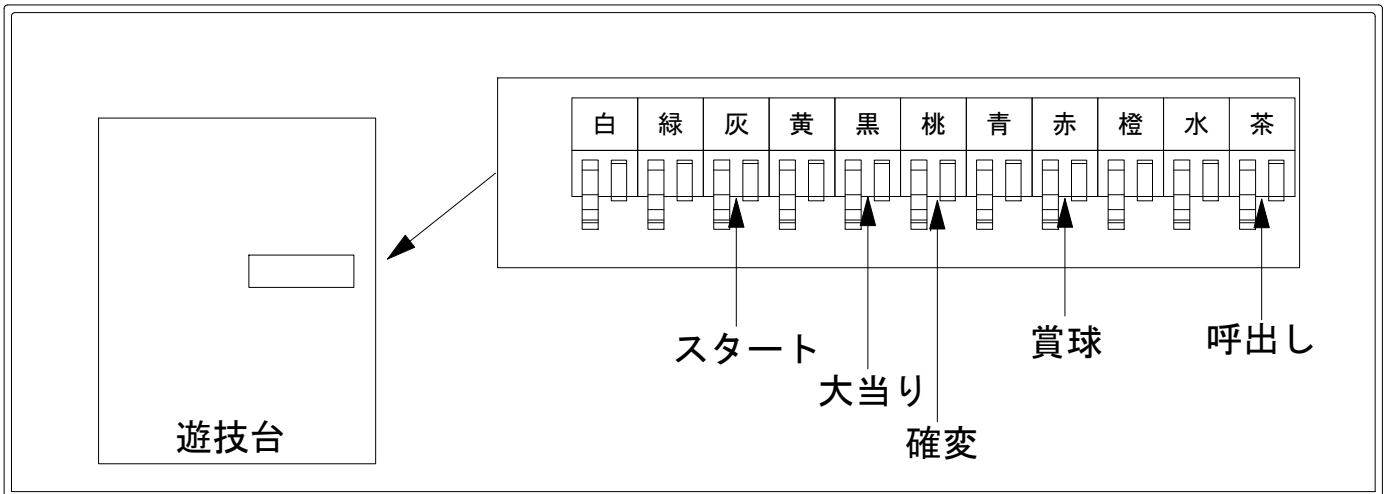 白 緑 灰 黄 黒 桃 青 赤 橙 水 茶
スタート
賞球
呼出し
大当り
確変
遊技台